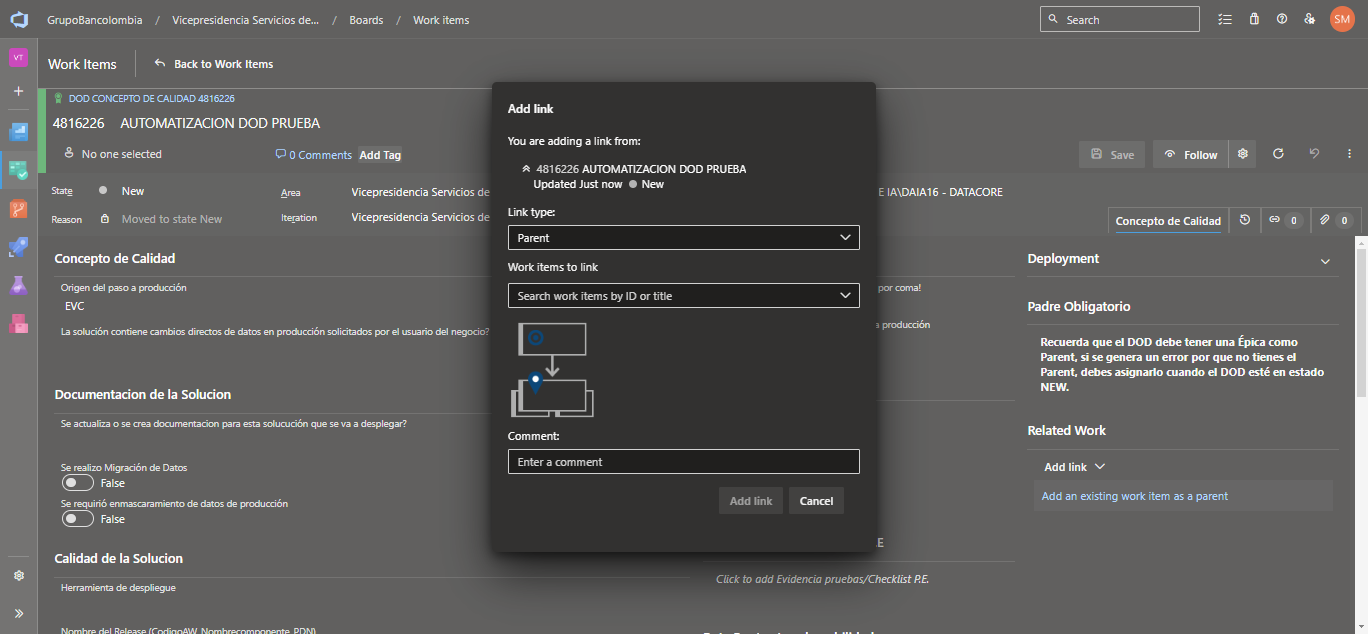 GrupoBancolombia / Vicepresidencia Servicios de... / Boards / Work items
Search
SM
VT
Work Items
Back to Work Items
DOD CONCEPTO DE CALIDAD 4816226
4816226 AUTOMATIZACION DOD PRUEBA
No one selected
0 Comments
Add Tag
Save
Follow
State
New
Area
Vicepresidencia Servicios de
E IA\DAIA16 - DATACORE
Reason
Moved to state New
Iteration
Vicepresidencia Servicios de
Concepto de Calidad
0
0
Concepto de Calidad
Origen del paso a producción
EVC
La solución contiene cambios directos de datos en producción solicitados por el usuario del negocio?
Documentacion de la Solucion
Se actualiza o se crea documentacion para esta solucución que se va a desplegar?
Se realizo Migración de Datos
False
Se requirió enmascaramiento de datos de producción
False
Calidad de la Solucion
Herramienta de despliegue
Nombre del Release (CodigoAW_Nombrecomponente_PDN)
Add link
You are adding a link from:
4816226 AUTOMATIZACION DOD PRUEBA
Updated Just now
New
Link type:
Parent
Work items to link
Search work items by ID or title
Comment:
Enter a comment
Add link
Cancel
por coma!
a producción
E
Click to add Evidencia pruebas/Checklist P.E.
Deployment
Padre Obligatorio
Recuerda que el DOD debe tener una Épica como
Parent, si se genera un error por que no tienes el
Parent, debes asignarlo cuando el DOD esté en estado
NEW.
Related Work
Add link
Add an existing work item as a parent